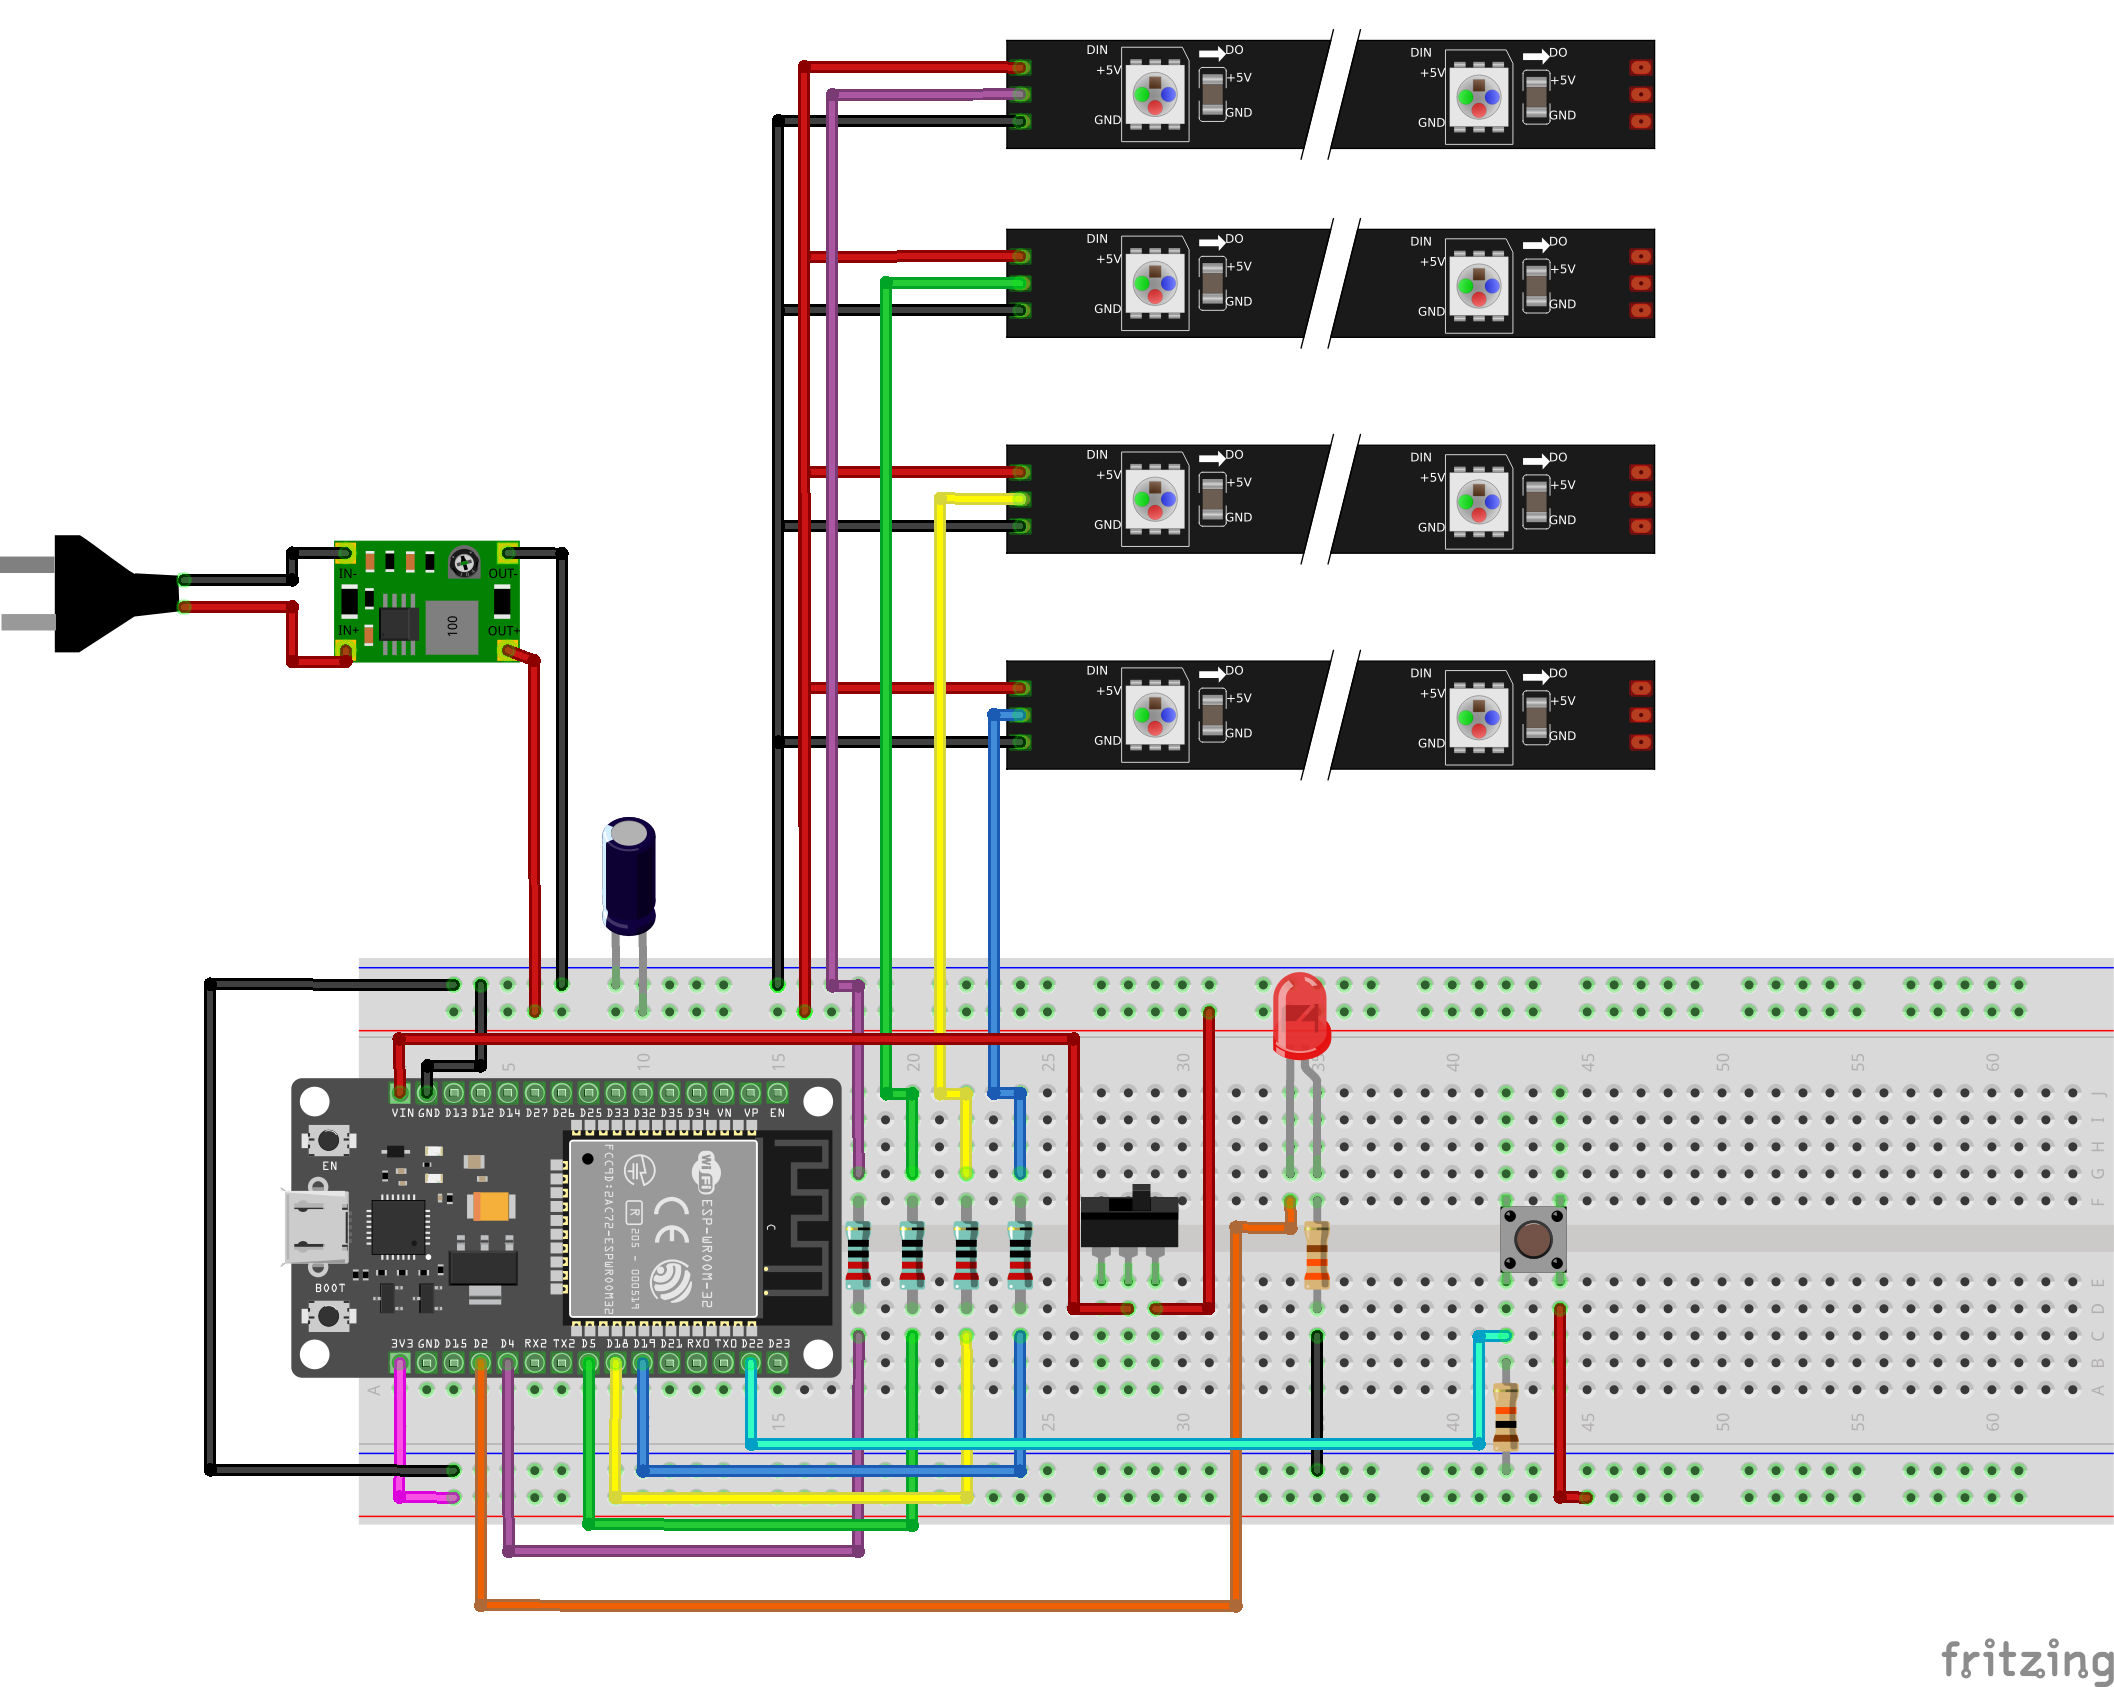 DIN DO DIN DO
+5V +5V +5V +5V
GND GND GND GND
DIN DO DIN DO
+5V +5V +5V +5V
GND GND GND GND
DIN DO DIN DO
+5V +5V +5V +5V
GND GND GND GND
IN- OUT-
100
IN+ OUT+
DIN DO DIN DO
+5V +5V +5V +5V
GND GND GND GND
5 10 15 20 25 30 35 40 45 50 55 60
VIN GND D13 D12 D14 D27 D26 D25 D33 D32 D35 D34 VN VP EN
J
I
H
G
F
EN
WiFi
ESP-WROOM-32
CE
R
205-000519
C
BOOT
3V3 GND D15 D2 D4 RX2 TX2 D5 D18 D19 D21 RX0 TX0 D22 D23
E
D
C
B
A A
15 25 30 40 45 50 55 60
fritzing